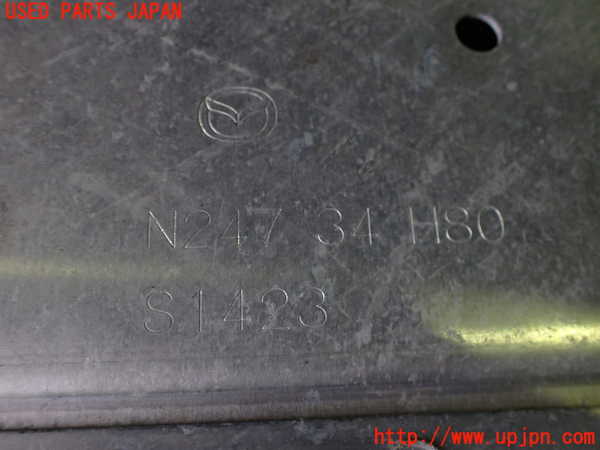 USED PARTS JAPAN
N247 34 H80
S1423
http://www.upjpn.com/